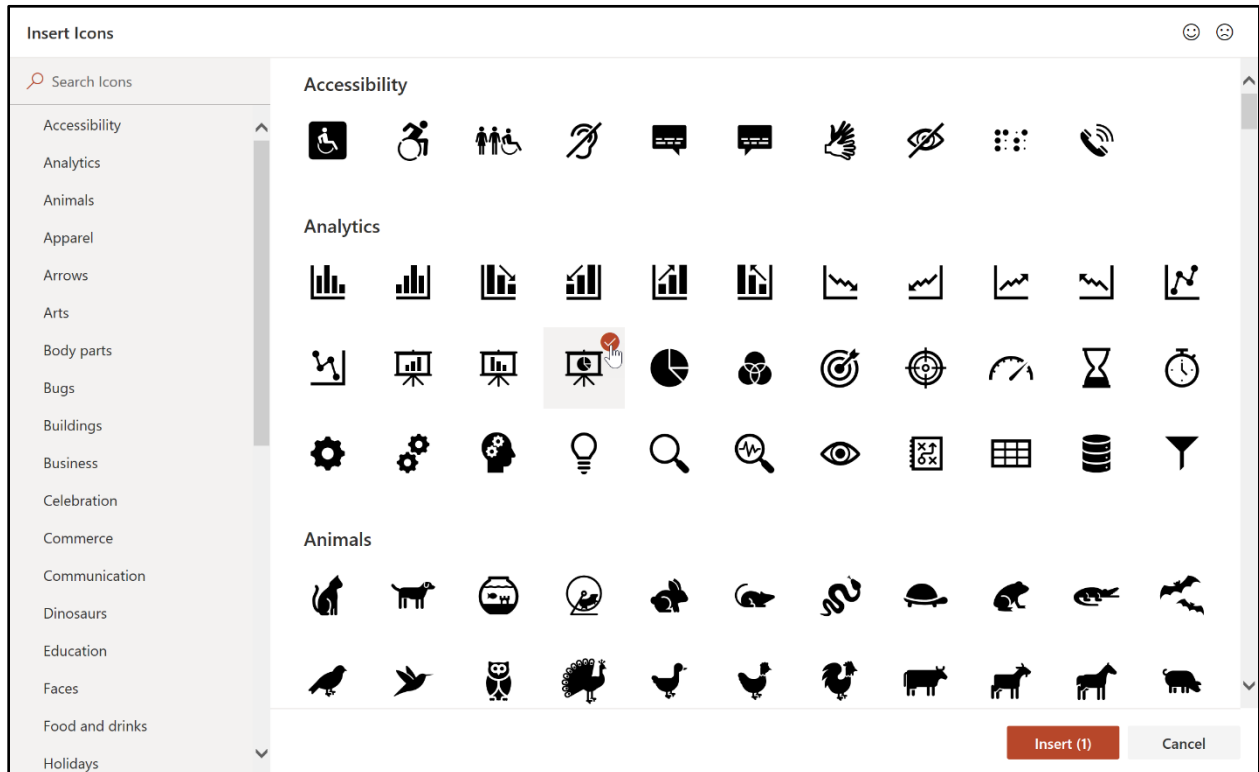 Insert Icons
Search Icons
Accessibility
Analytics
Animals
Apparel
Arrows
Arts
Body parts
Bugs
Buildings
Business
Celebration
Commerce
Communication
Dinosaurs
Education
Faces
Food and drinks
Holidays
Accessibility
Analytics
Animals
Insert (1)
Cancel